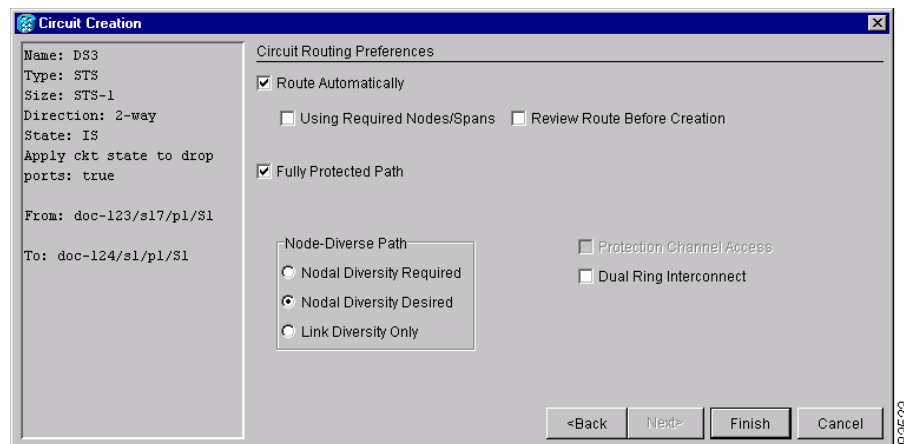 Circuit Creation
Name: DS3
Type: STS
Size: STS-1
Direction: 2-way
State: IS
Apply ckt state to drop
ports: true
From: doc-123/s17/p1/S1
To: doc-124/s1/p1/S1
Circuit Routing Preferences
Route Automatically
Using Required Nodes/Spans
Review Route Before Creation
Fully Protected Path
Node-Diverse Path
Nodal Diversity Required
Nodal Diversity Desired
Link Diversity Only
Protection Channel Access
Dual Ring Interconnect
<Back
Next>
Finish
Cancel